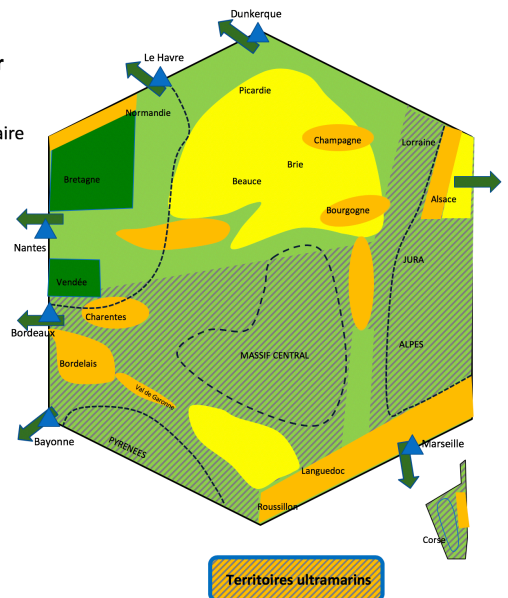 Dunkerque
Le Havre
r
aire
Picardie
Normandie
Champagne
Lorraine
Brie
Bretagne
Beauce
Alsace
Bourgogne
Nantes
JURA
Vendée
Charentes
Bordeaux
ALPES
MASSIF CENTRAL
Bordelais
Val de Garonne
Bayonne
PYRENEES
Marseille
Languedoc
Roussillon
Corse
Territoires ultramarins